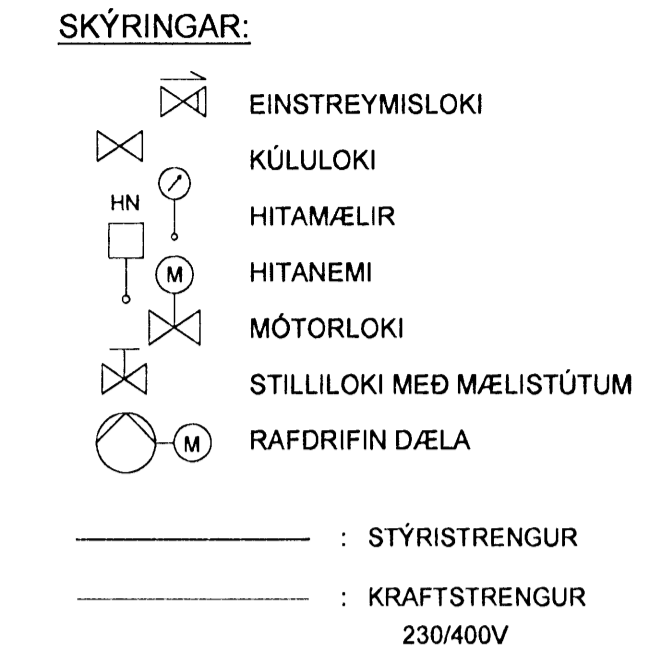 SKÝRINGAR:
EINSTREYMISLOKI
KÚLULOKI
HN
HITAMÆLIR
M
HITANEMI
MÓTORLOKI
STILLILOKI MEÐ MÆLISTÚTUM
M
RAFDRIFIN DÆLA
: STÝRISTRENGUR
: KRAFTSTRENGUR
230/400V